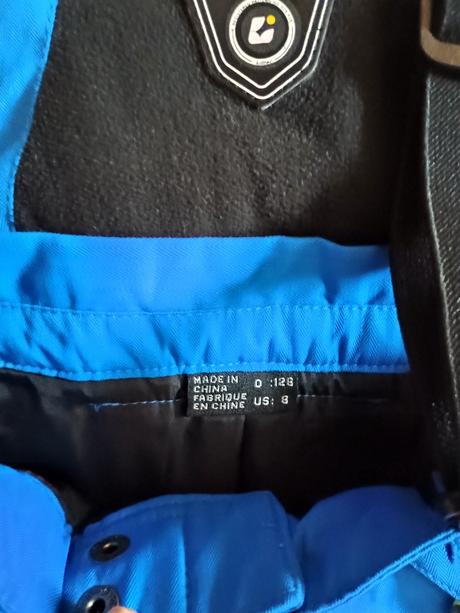 MADE IN
CHINA
FABRIQUE
EN CHINE
D :128
US: 8